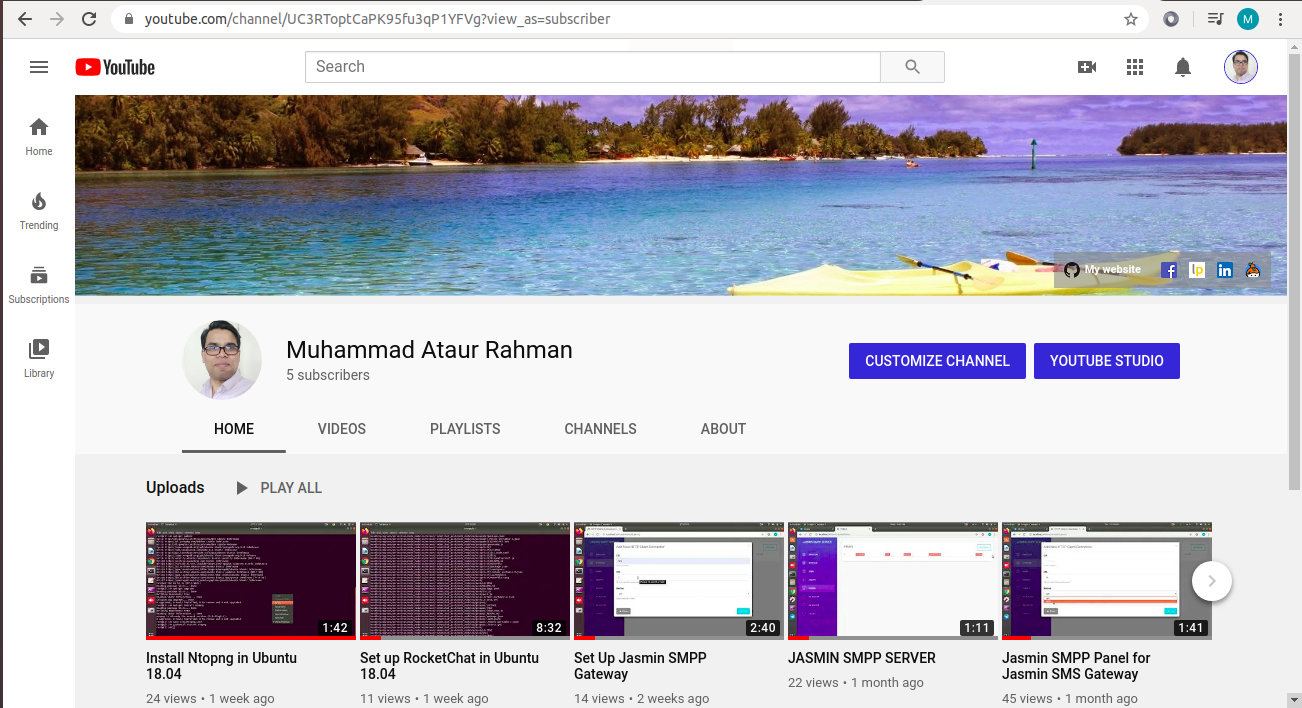 youtube.com/channel/UC3RToptCaPK95fu3qP1YFVg?view_as=subscriber
M
YouTube
Search
Home
Trending
Subscriptions
Library
My website
f
lp
in
Muhammad Ataur Rahman
5 subscribers
CUSTOMIZE CHANNEL
YOUTUBE STUDIO
HOME
VIDEOS
PLAYLISTS
CHANNELS
ABOUT
Uploads
PLAY ALL
1:42
8:32
2:40
1:11
1:41
Install Ntopng in Ubuntu
18.04
24 views • 1 week ago
Set up RocketChat in Ubuntu
18.04
11 views • 1 week ago
Set Up Jasmin SMPP
Gateway
14 views • 2 weeks ago
JASMIN SMPP SERVER
22 views • 1 month ago
Jasmin SMPP Panel for
Jasmin SMS Gateway
45 views • 1 month ago